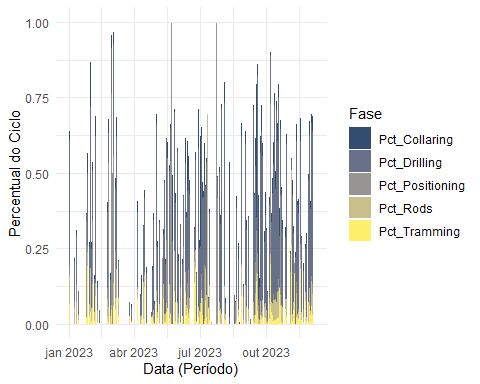 1.00
0.75
0.50
0.25
0.00
Percentual do Ciclo
jan 2023
abr 2023
jul 2023
out 2023
Data (Período)
Fase
Pct_Collaring
Pct_Drilling
Pct_Positioning
Pct_Rods
Pct_Tramming